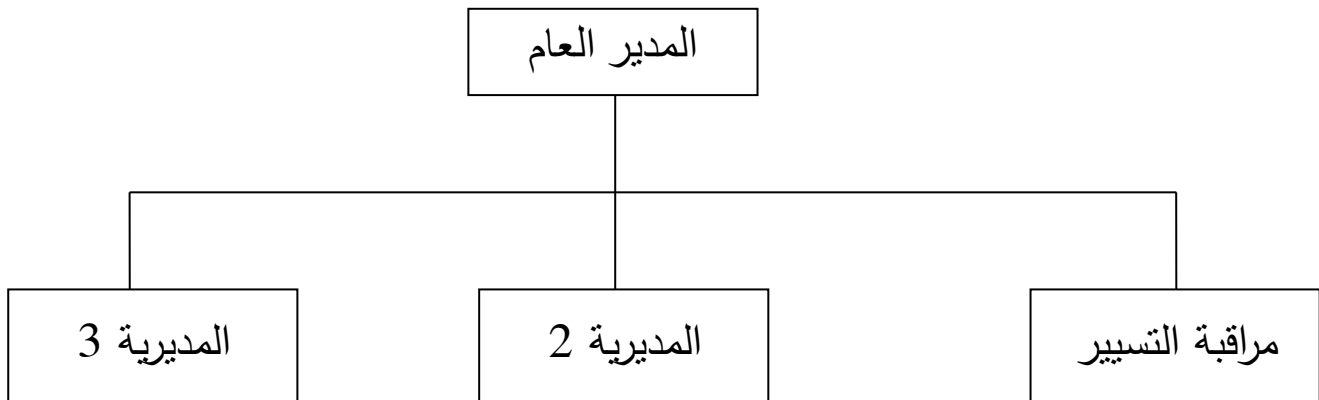 المدير العام
مراقبة التسيير
المديرية 2
المديرية 3